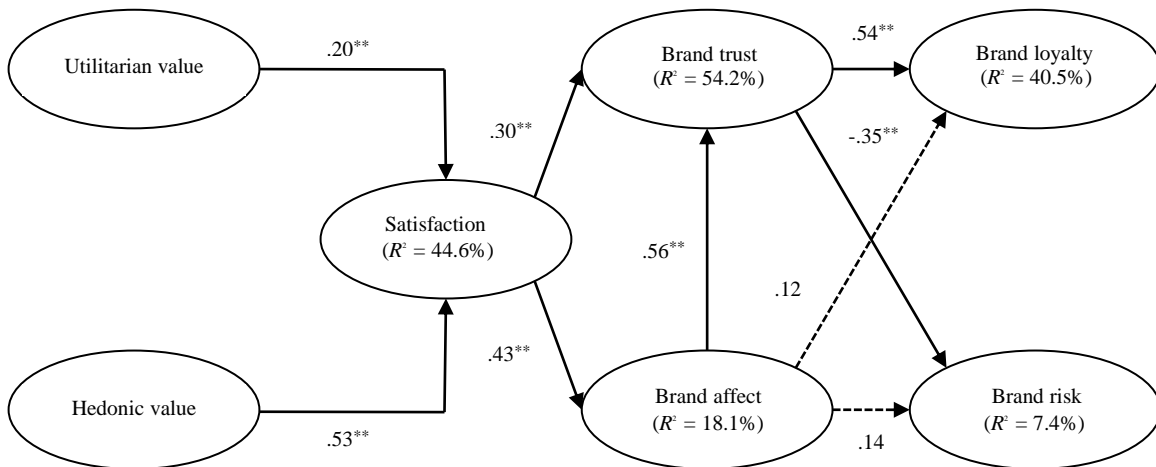 Utilitarian value
.20**
Brand trust
(R² = 54.2%)
.54**
Brand loyalty
(R² = 40.5%)
.30**
-.35**
Satisfaction
(R² = 44.6%)
.56**
.12
.43**
Hedonic value
.53**
Brand affect
(R² = 18.1%)
.14
Brand risk
(R² = 7.4%)